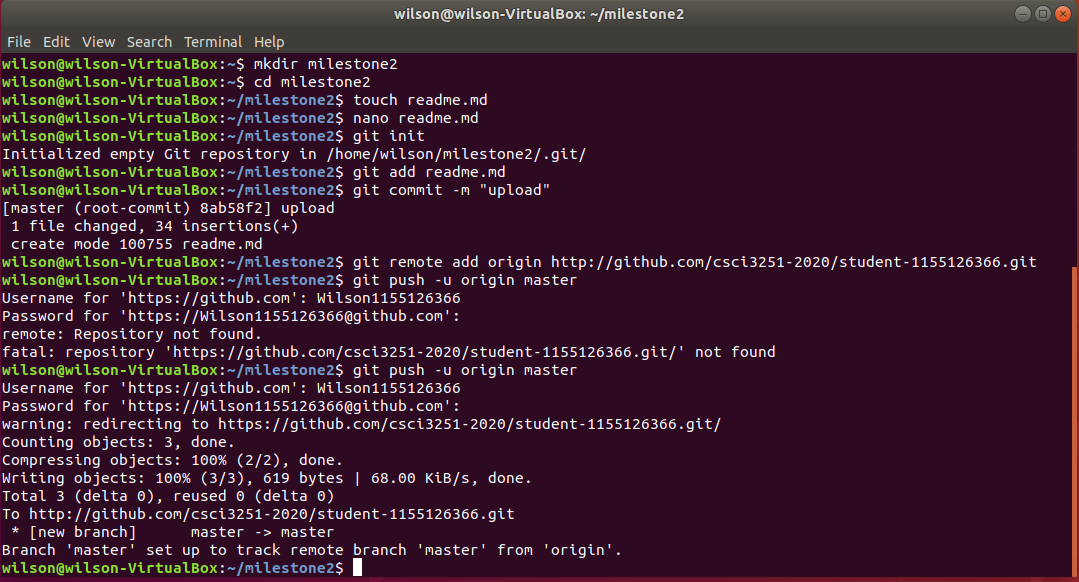 wilson@wilson-VirtualBox: ~/milestone2
File Edit View Search Terminal Help
wilson@wilson-VirtualBox:~$ mkdir milestone2
wilson@wilson-VirtualBox:~$ cd milestone2
wilson@wilson-VirtualBox:~/milestone2$ touch readme.md
wilson@wilson-VirtualBox:~/milestone2$ nano readme.md
wilson@wilson-VirtualBox:~/milestone2$ git init
Initialized empty Git repository in /home/wilson/milestone2/.git/
wilson@wilson-VirtualBox:~/milestone2$ git add readme.md
wilson@wilson-VirtualBox:~/milestone2$ git commit -m "upload"
[master (root-commit) 8ab58f2] upload
 1 file changed, 34 insertions(+)
 create mode 100755 readme.md
wilson@wilson-VirtualBox:~/milestone2$ git remote add origin http://github.com/csci3251-2020/student-1155126366.git
wilson@wilson-VirtualBox:~/milestone2$ git push -u origin master
Username for 'https://github.com': Wilson1155126366
Password for 'https://Wilson1155126366@github.com':
remote: Repository not found.
fatal: repository 'https://github.com/csci3251-2020/student-1155126366.git/' not found
wilson@wilson-VirtualBox:~/milestone2$ git push -u origin master
Username for 'https://github.com': Wilson1155126366
Password for 'https://Wilson1155126366@github.com':
warning: redirecting to https://github.com/csci3251-2020/student-1155126366.git/
Counting objects: 3, done.
Compressing objects: 100% (2/2), done.
Writing objects: 100% (3/3), 619 bytes | 68.00 KiB/s, done.
Total 3 (delta 0), reused 0 (delta 0)
To http://github.com/csci3251-2020/student-1155126366.git
 * [new branch]      master -> master
Branch 'master' set up to track remote branch 'master' from 'origin'.
wilson@wilson-VirtualBox:~/milestone2$